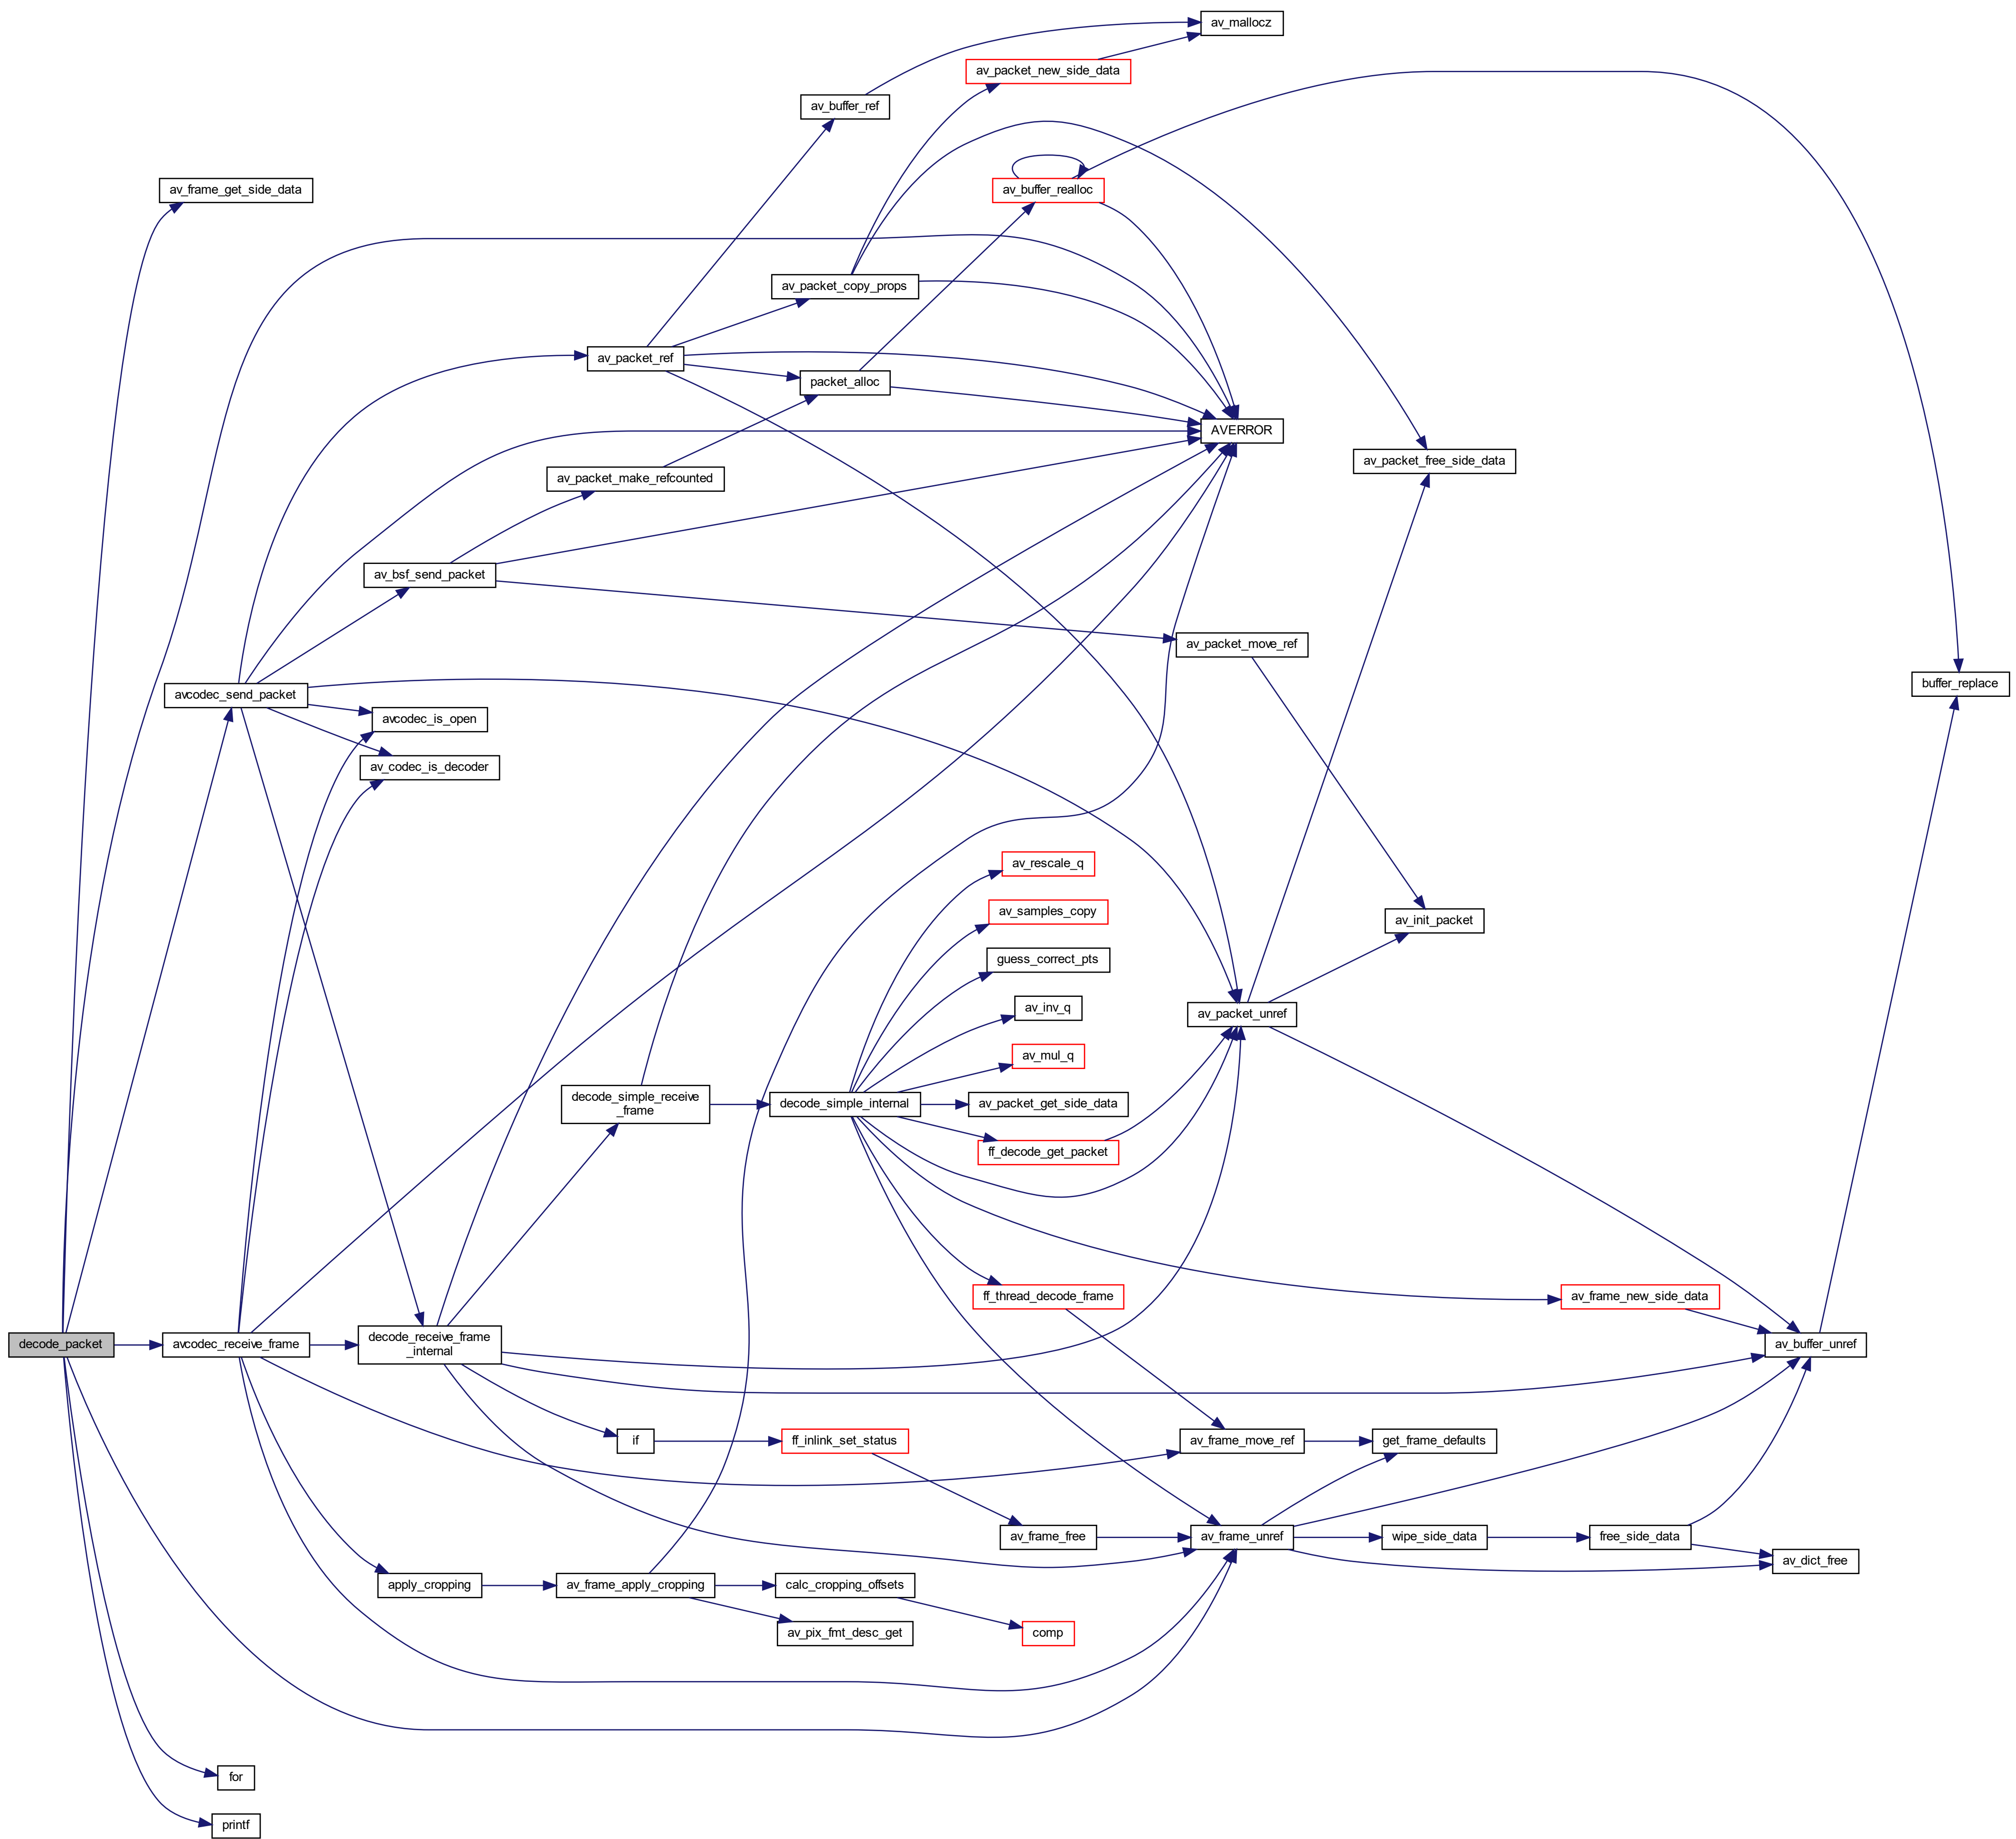 av_mallocz
av_packet_new_side_data
av_buffer_ref
av_frame_get_side_data
av_buffer_realloc
av_packet_copy_props
av_packet_ref
packet_alloc
AVERROR
av_packet_free_side_data
av_packet_make_refcounted
av_bsf_send_packet
av_packet_move_ref
buffer_replace
avcodec_send_packet
avcodec_is_open
av_codec_is_decoder
av_rescale_q
av_samples_copy
av_init_packet
guess_correct_pts
av_inv_q
av_packet_unref
av_mul_q
decode_simple_receive
_frame
decode_simple_internal
av_packet_get_side_data
ff_decode_get_packet
ff_thread_decode_frame
av_frame_new_side_data
decode_packet
avcodec_receive_frame
decode_receive_frame
_internal
av_buffer_unref
if
ff_inlink_set_status
av_frame_move_ref
get_frame_defaults
av_frame_free
av_frame_unref
wipe_side_data
free_side_data
av_dict_free
apply_cropping
av_frame_apply_cropping
calc_cropping_offsets
av_pix_fmt_desc_get
comp
for
printf